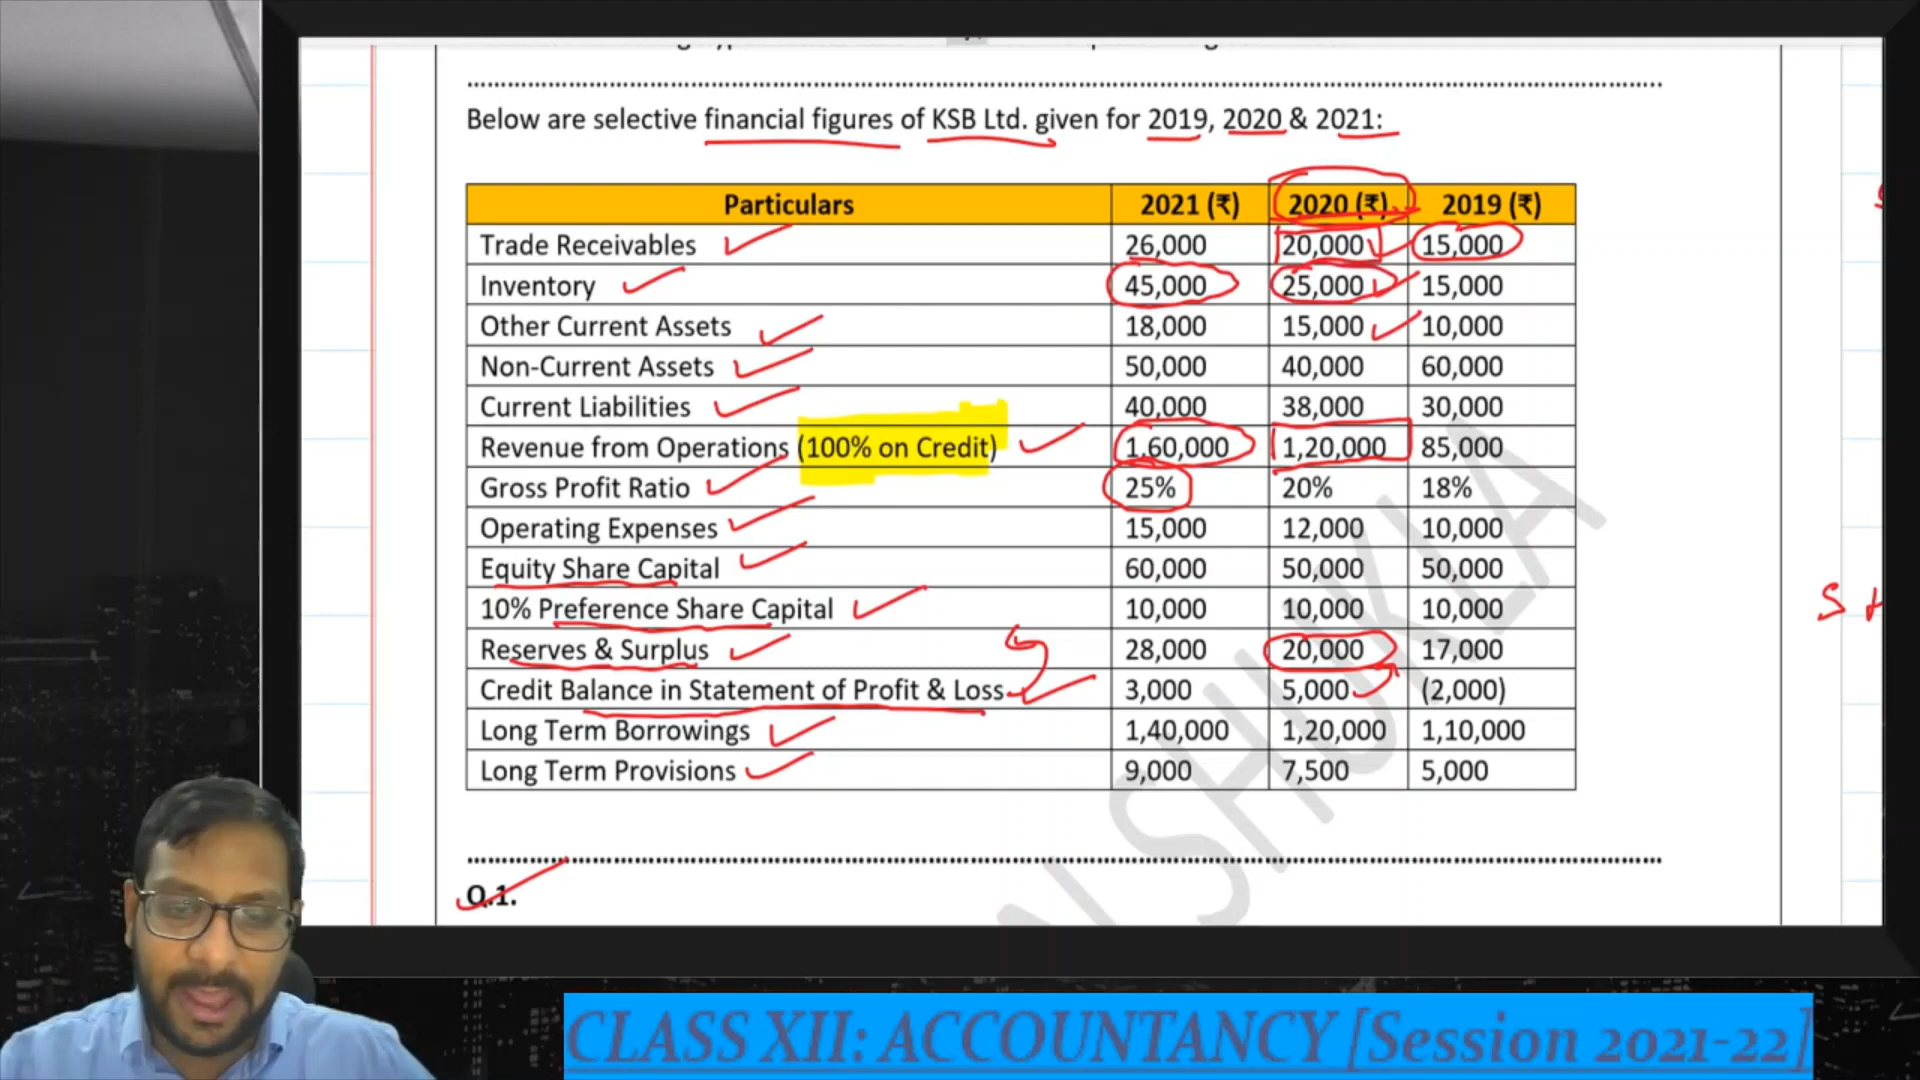 Below are selective financial figures of KSB Ltd. given for 2019, 2020 & 2021:
Particulars 2021 (₹) 2020 (₹) 2019 (₹)
Trade Receivables 26,000 20,000 15,000
Inventory 45,000 25,000 15,000
Other Current Assets 18,000 15,000 10,000
Non-Current Assets 50,000 40,000 60,000
Current Liabilities 40,000 38,000 30,000
Revenue from Operations (100% on Credit) 1,60,000 1,20,000 85,000
Gross Profit Ratio 25% 20% 18%
Operating Expenses 15,000 12,000 10,000
Equity Share Capital 60,000 50,000 50,000
10% Preference Share Capital 10,000 10,000 10,000
Reserves & Surplus 28,000 20,000 17,000
Credit Balance in Statement of Profit & Loss 3,000 5,000 (2,000)
Long Term Borrowings 1,40,000 1,20,000 1,10,000
Long Term Provisions 9,000 7,500 5,000
Q.1.
SHUKLA
CLASS XII: ACCOUNTANCY [Session 2021-22]